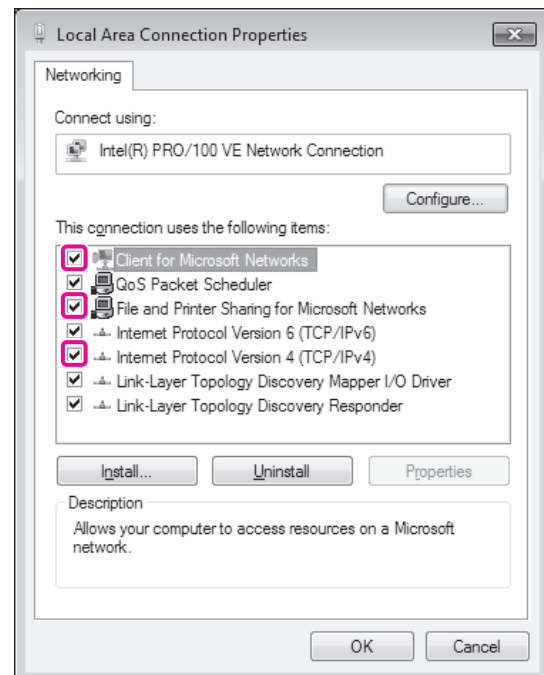 Local Area Connection Properties
Networking
Connect using:
Intel(R) PRO/100 VE Network Connection
Configure...
This connection uses the following items:
Client for Microsoft Networks
QoS Packet Scheduler
File and Printer Sharing for Microsoft Networks
Internet Protocol Version 6 (TCP/IPv6)
Internet Protocol Version 4 (TCP/IPv4)
Link-Layer Topology Discovery Mapper I/O Driver
Link-Layer Topology Discovery Responder
Install... Uninstall Properties
Description
Allows your computer to access resources on a Microsoft
network.
OK Cancel